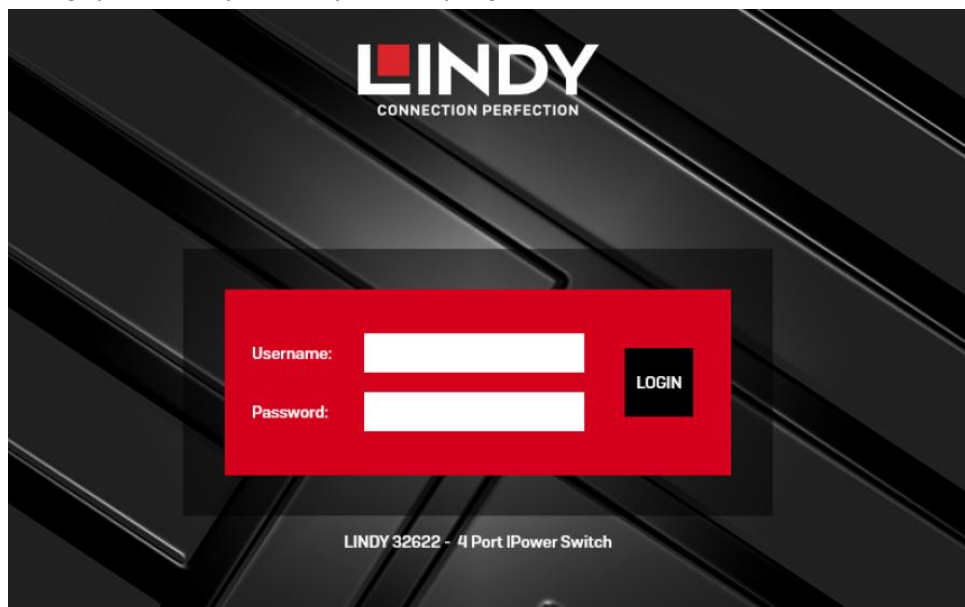 LINDY
CONNECTION PERFECTION
Username:
LOGIN
Password:
LINDY 32622 - 4 Port IPower Switch